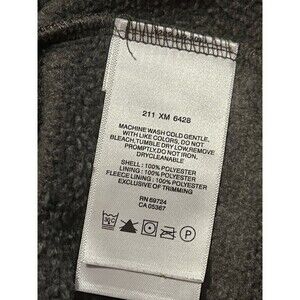 211 XM 6428
MACHINE WASH COLD GENTLE,
WITH LIKE COLORS, DO NOT
BLEACH, TUMBLE DRY LOW, REMOVE
PROMPTLY. DO NOT IRON.
DRYCLEANABLE
SHELL : 100% POLYESTER
LINING : 100% POLYESTER
FLEECE LINING : 100% POLYESTER
EXCLUSIVE OF TRIMMING
RN 69724
CA 05367
30C
P